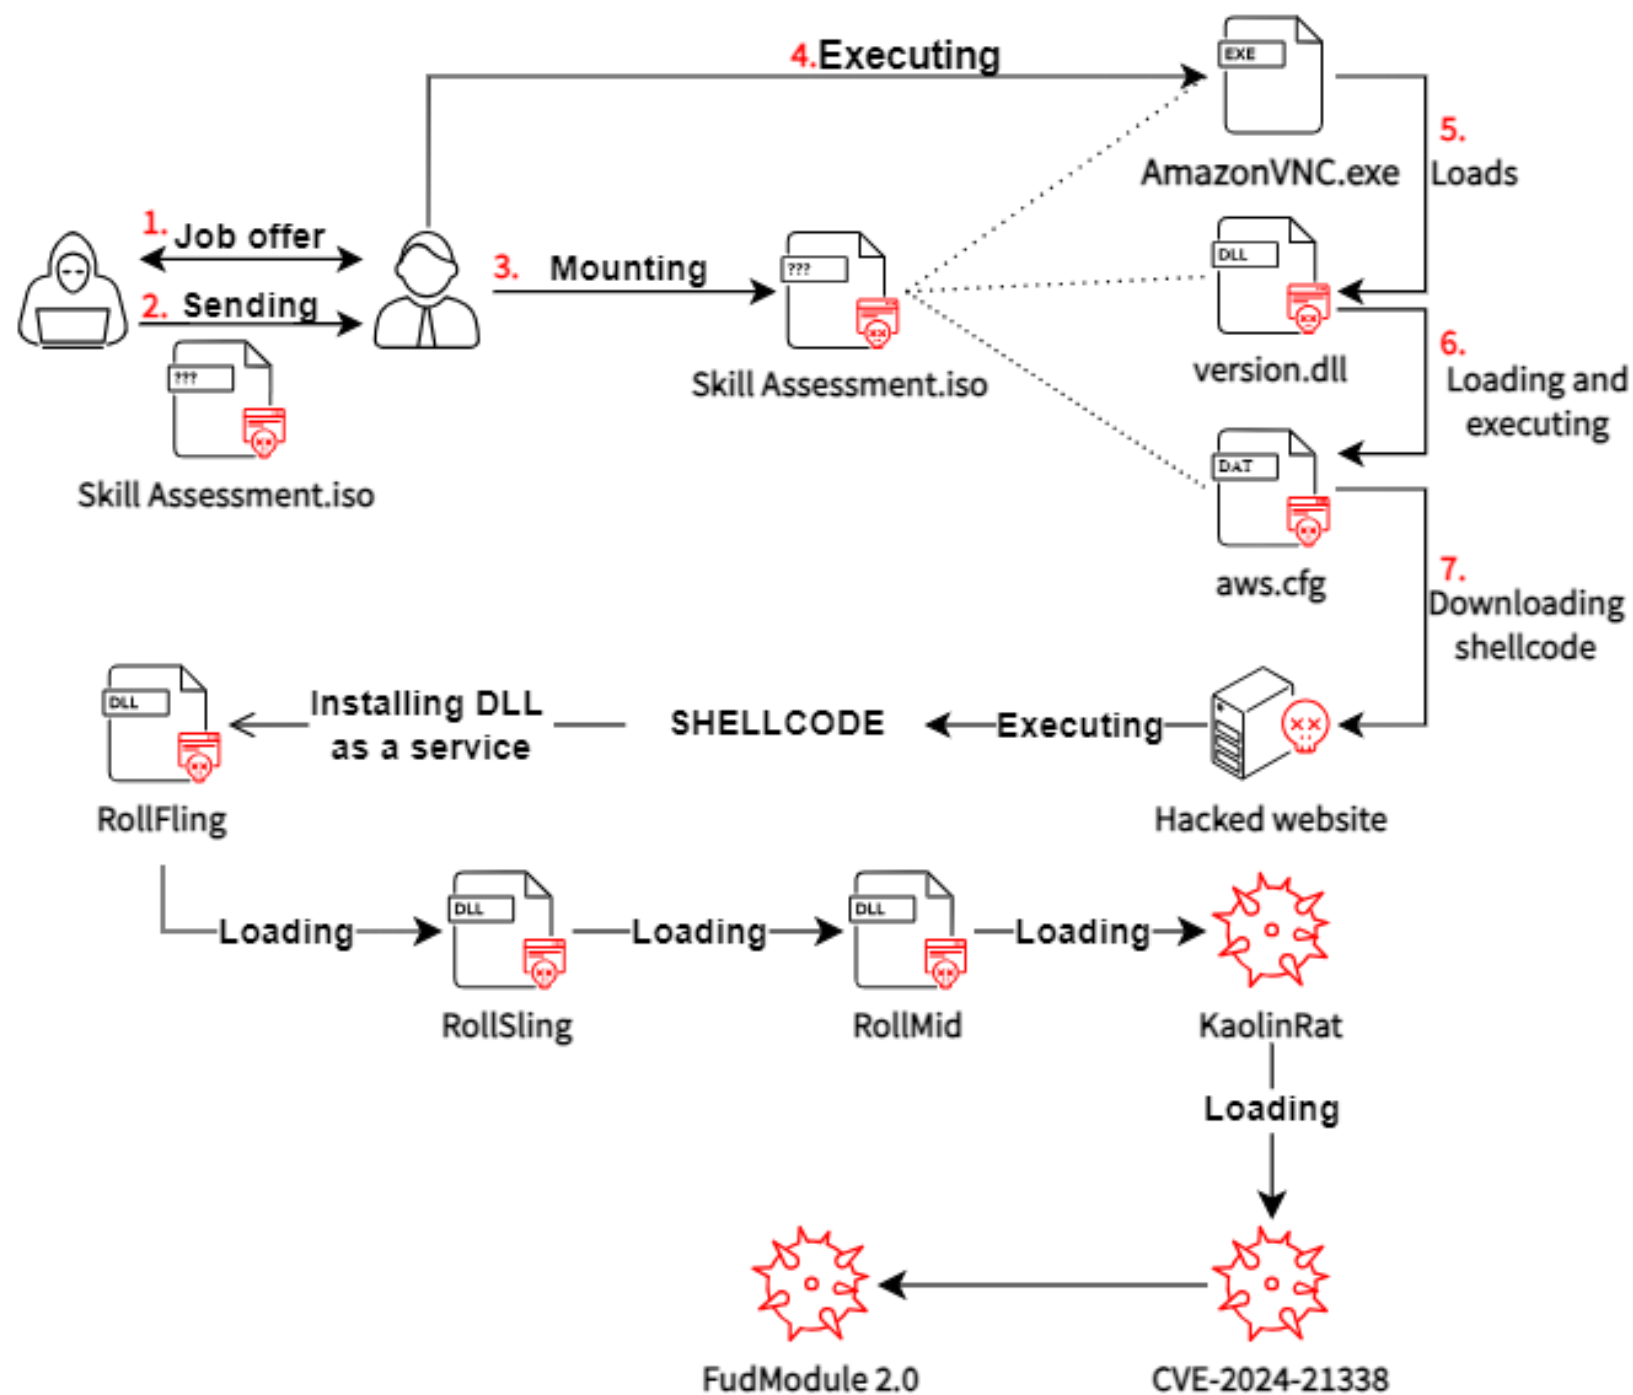 4.Executing
EXE
AmazonVNC.exe
5.
Loads
1. Job offer
2. Sending
???
Skill Assessment.iso
3. Mounting
???
Skill Assessment.iso
DLL
version.dll
6.
Loading and
executing
DAT
aws.cfg
7.
Downloading
shellcode
Hacked website
Executing
SHELLCODE
Installing DLL
as a service
DLL
RollFling
Loading
DLL
RollSling
Loading
DLL
RollMid
Loading
KaolinRat
Loading
CVE-2024-21338
FudModule 2.0